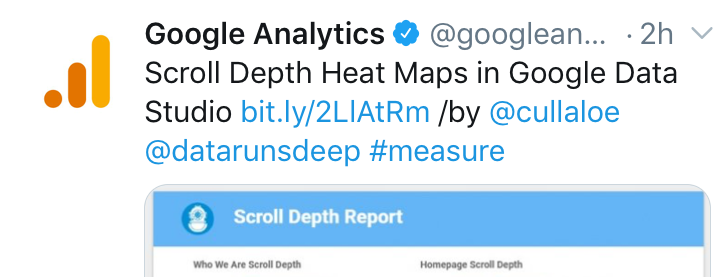 Google Analytics @googlean... · 2h
Scroll Depth Heat Maps in Google Data
Studio bit.ly/2LlAtRm /by @cullaloe
@datarunsdeep #measure
Scroll Depth Report
Who We Are Scroll Depth Homepage Scroll Depth